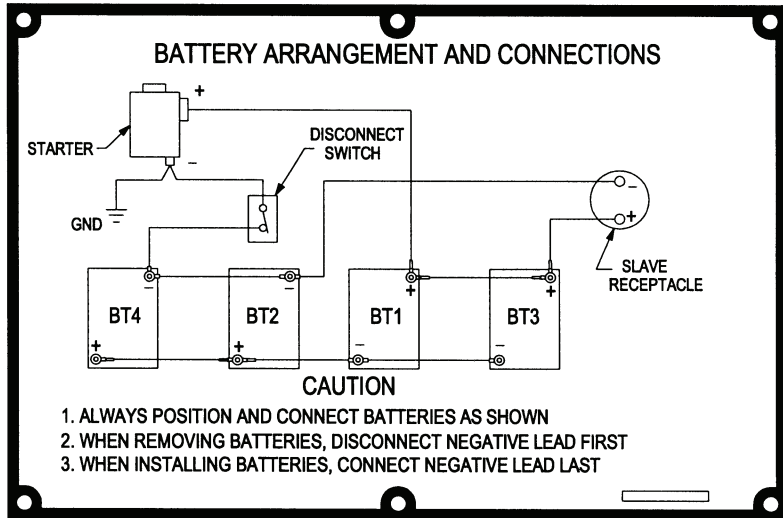 BATTERY ARRANGEMENT AND CONNECTIONS
+
STARTER
−
DISCONNECT
SWITCH
GND
−
+
SLAVE
RECEPTACLE
−
−
+
+
BT4
BT2
BT1
BT3
+
+
−
−
CAUTION
1. ALWAYS POSITION AND CONNECT BATTERIES AS SHOWN
2. WHEN REMOVING BATTERIES, DISCONNECT NEGATIVE LEAD FIRST
3. WHEN INSTALLING BATTERIES, CONNECT NEGATIVE LEAD LAST